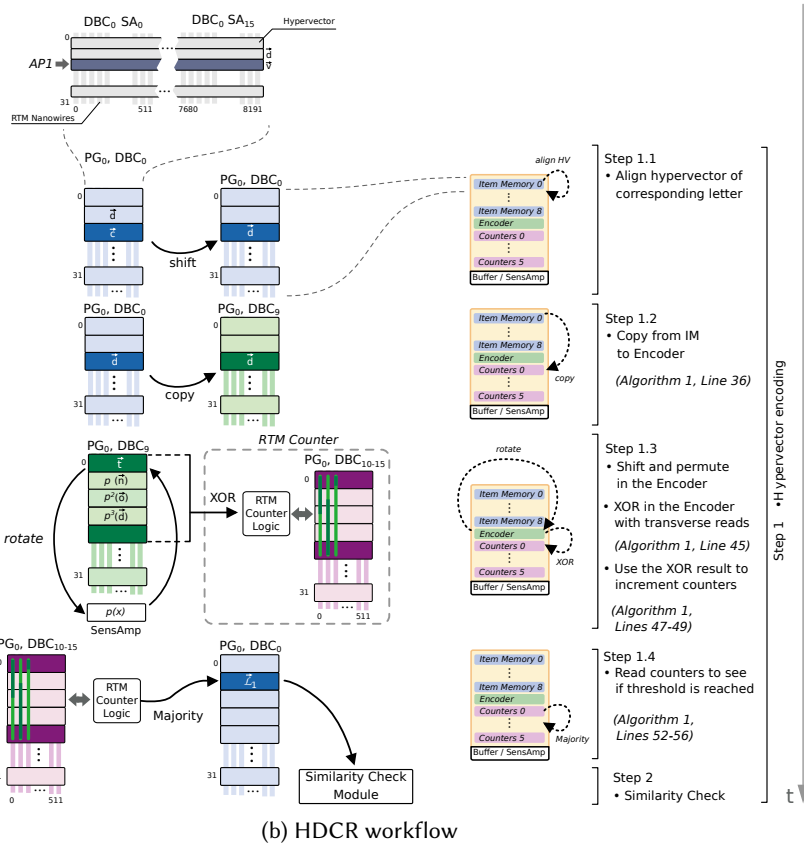 DBC0 SA0
DBC0 SA15
Hypervector
0
...
d⃗
AP1
v⃗
31
...
0
511
...
7680
8191
RTM Nanowires
PG0, DBC0
PG0, DBC0
0
0
d⃗
c⃗
d⃗
shift
31
31
...
...
align HV
Item Memory 0
Item Memory 8
Encoder
Counters 0
Counters 5
Buffer / SensAmp
Step 1.1
• Align hypervector of
corresponding letter
PG0, DBC0
PG0, DBC9
d⃗
d⃗
copy
31
31
...
...
Item Memory 0
Item Memory 8
Encoder
Counters 0
copy
Counters 5
Buffer / SensAmp
Step 1.2
• Copy from IM
to Encoder
(Algorithm 1, Line 36)
PG0, DBC9
0
t⃗
p (n⃗)
p²(o⃗)
p³(d⃗)
rotate
31
...
p(x)
SensAmp
XOR
RTM Counter
RTM
Counter
Logic
PG0, DBC10-15
0
31
...
0
511
rotate
Item Memory 0
Item Memory 8
Encoder
Counters 0
XOR
Counters 5
Buffer / SensAmp
Step 1.3
• Shift and permute
in the Encoder
• XOR in the Encoder
with transverse reads
(Algorithm 1, Line 45)
• Use the XOR result to
increment counters
(Algorithm 1,
Lines 47-49)
PG0, DBC10-15
RTM
Counter
Logic
Majority
...
0
511
PG0, DBC0
0
ℒ⃗1
31
...
Similarity Check
Module
Item Memory 0
Item Memory 8
Encoder
Counters 0
Majority
Counters 5
Buffer / SensAmp
Step 1.4
• Read counters to see
if threshold is reached
(Algorithm 1,
Lines 52-56)
Step 2
• Similarity Check
Step 1 •Hypervector encoding
t
(b) HDCR workflow